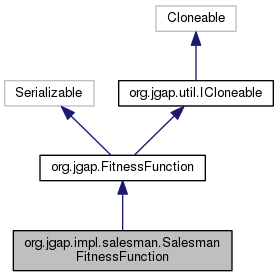 Cloneable
Serializable
org.jgap.util.ICloneable
org.jgap.FitnessFunction
org.jgap.impl.salesman.Salesman
FitnessFunction